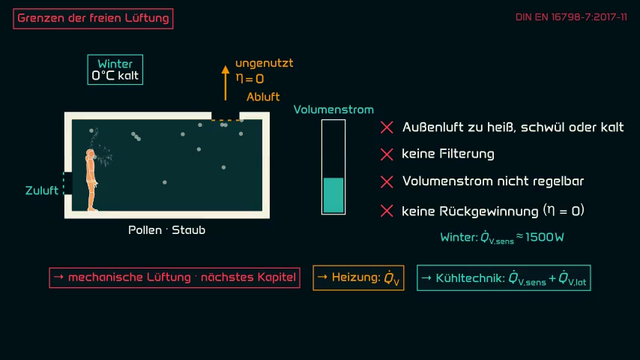 Grenzen der freien Lüftung
DIN EN 16798-7:2017-11
Winter
0°C kalt
ungenutzt
η = 0
Abluft
Volumenstrom
Zuluft
Pollen · Staub
Außenluft zu heiß, schwül oder kalt
keine Filterung
Volumenstrom nicht regelbar
keine Rückgewinnung (η = 0)
Winter: Q̇V,sens ≈ 1500 W
→ mechanische Lüftung · nächstes Kapitel
→ Heizung: Q̇V
→ Kühltechnik: Q̇V,sens + Q̇V,lat